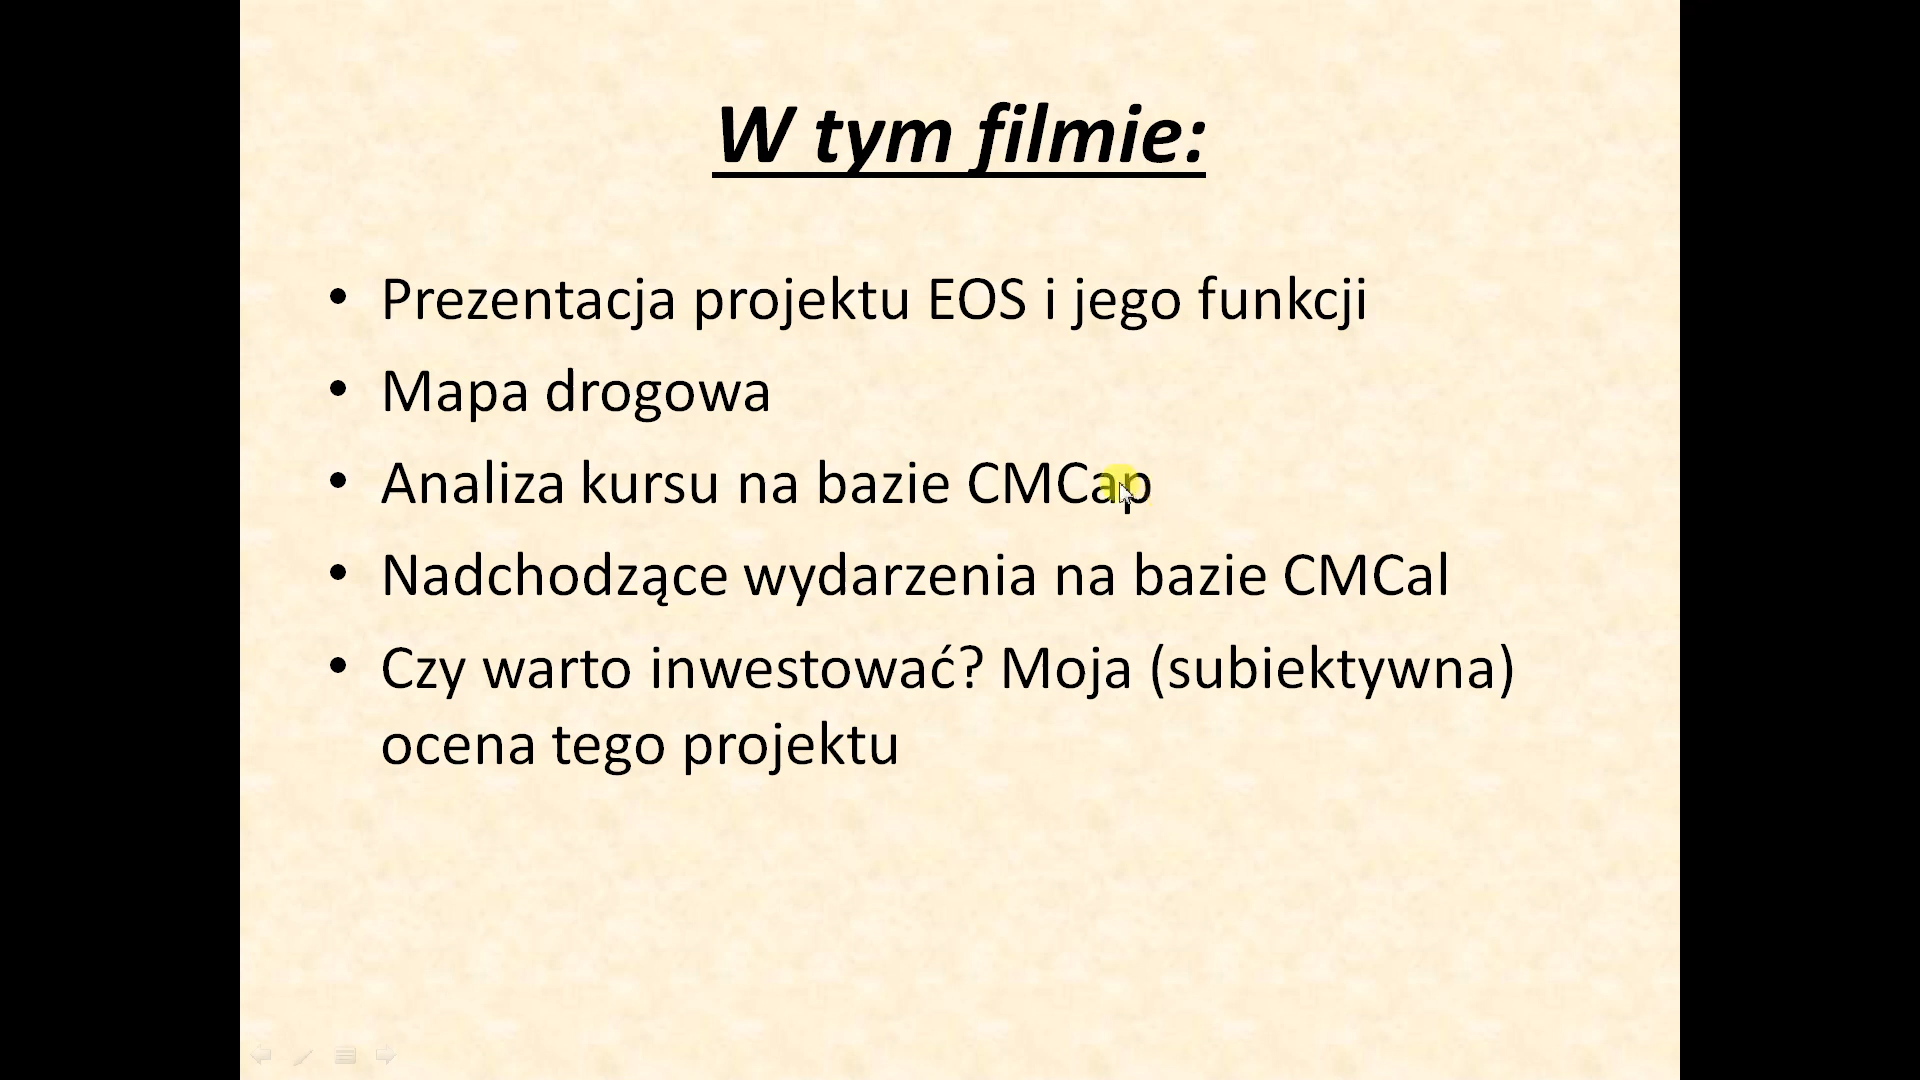 W tym filmie:
• Prezentacja projektu EOS i jego funkcji
• Mapa drogowa
• Analiza kursu na bazie CMCap
• Nadchodzące wydarzenia na bazie CMCal
• Czy warto inwestować? Moja (subiektywna)
ocena tego projektu